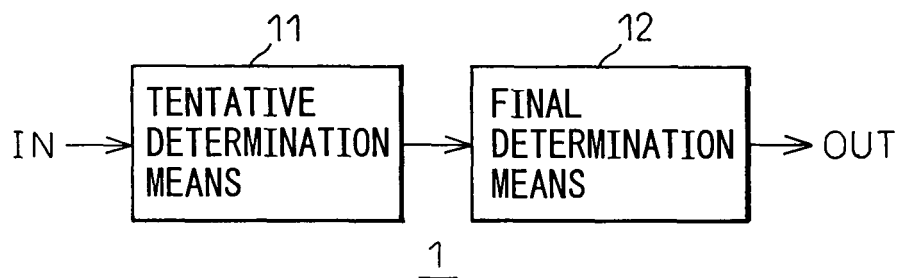 11
12
TENTATIVE
DETERMINATION
MEANS
FINAL
DETERMINATION
MEANS
IN
OUT
1